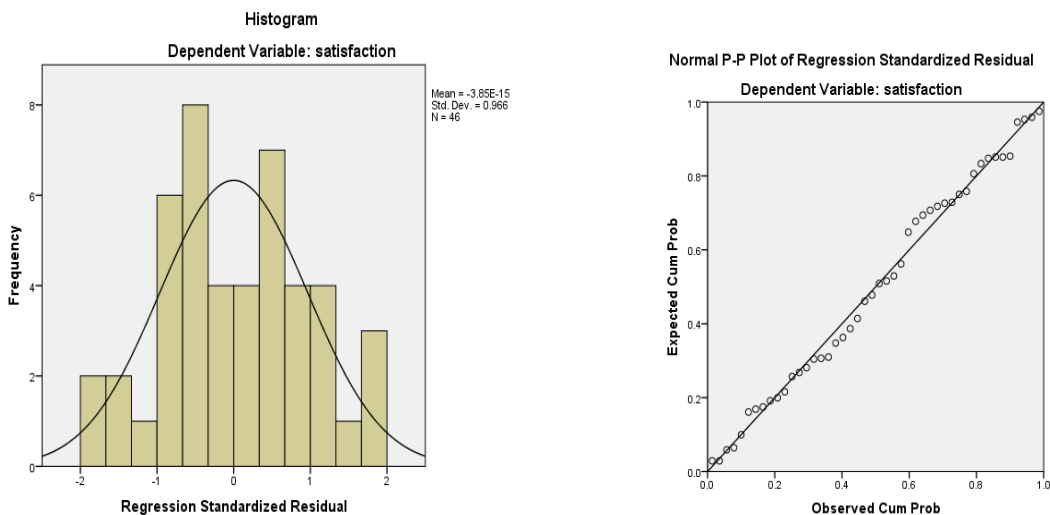 Histogram
Dependent Variable: satisfaction
Mean = -3.85E-15
Std. Dev. = 0.966
N = 46
Frequency
8
6
4
2
0
-2 -1 0 1 2
Regression Standardized Residual
Normal P-P Plot of Regression Standardized Residual
Dependent Variable: satisfaction
Expected Cum Prob
1.0
0.8
0.6
0.4
0.2
0.0
0.0 0.2 0.4 0.6 0.8 1.0
Observed Cum Prob